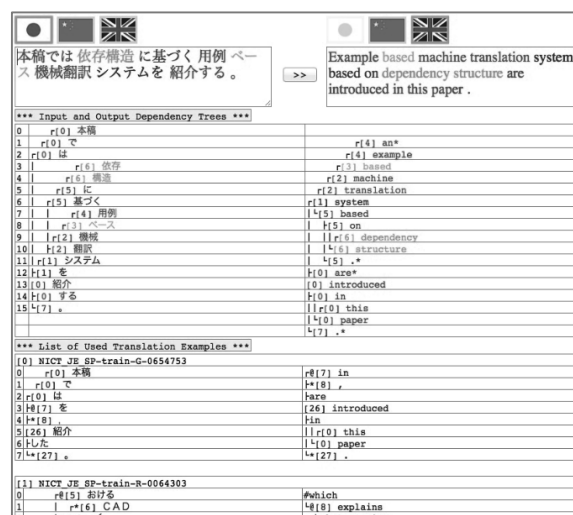 本稿では 依存構造 に基づく 用例 ベー
ス 機械翻訳 システムを 紹介する 。
>>
Example based machine translation system
based on dependency structure are
introduced in this paper .
*** Input and Output Dependency Trees ***
0 r[0] 本稿
1 r[0] で r[4] an*
2 r[0] は r[4] example
3 | r[6] 依存 r[3] based
4 | r[6] 構造 r[2] machine
5 | r[5] に r[2] translation
6 | r[5] 基づく r[1] system
7 | | r[4] 用例 |└[5] based
8 | | r[3] ベース | ├[5] on
9 | |r[2] 機械 | ||r[6] dependency
10 | ├[2] 翻訳 | |└[6] structure
11 |r[1] システム | └[5] .*
12 ├[1] を ├[0] are*
13 [0] 紹介 [0] introduced
14 ├[0] する ├[0] in
15 └[7] 。 ||r[0] this
|└[0] paper
└[7] .*
*** List of Used Translation Examples ***
[0] NICT_JE_SP-train-G-0654753
0 r[0] 本稿 r@[7] in
1 r[0] で ├*[8] ,
2 r[0] は ├are
3 ├@[7] を [26] introduced
4 ├*[8] , ├in
5 [26] 紹介 ||r[0] this
6 ├した |└[0] paper
7 └*[27] 。 └*[27] .
[1] NICT_JE_SP-train-R-0064303
0 r@[5] おける #which
1 | r*[6] CAD └@[8] explains